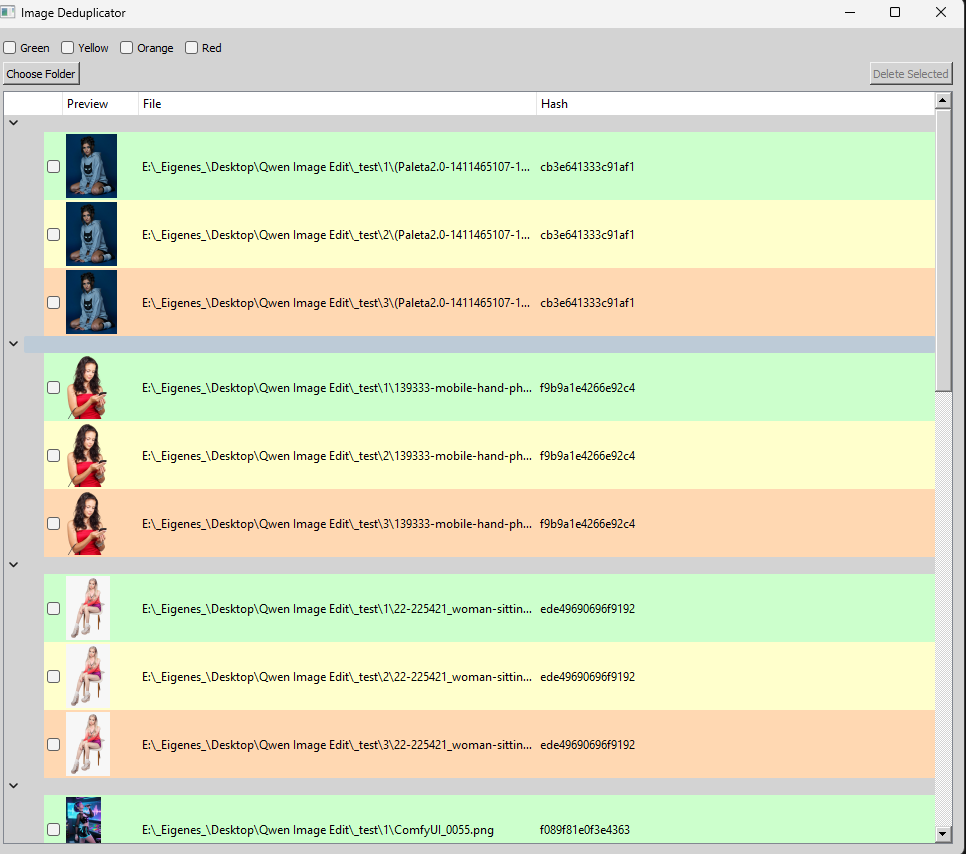 Image Deduplicator
Green Yellow Orange Red
Choose Folder Delete Selected
Preview File Hash
E:\_Eigenes_\Desktop\Qwen Image Edit\_test\1\(Paleta2.0-1411465107-1... cb3e641333c91af1
E:\_Eigenes_\Desktop\Qwen Image Edit\_test\2\(Paleta2.0-1411465107-1... cb3e641333c91af1
E:\_Eigenes_\Desktop\Qwen Image Edit\_test\3\(Paleta2.0-1411465107-1... cb3e641333c91af1
E:\_Eigenes_\Desktop\Qwen Image Edit\_test\1\139333-mobile-hand-ph... f9b9a1e4266e92c4
E:\_Eigenes_\Desktop\Qwen Image Edit\_test\2\139333-mobile-hand-ph... f9b9a1e4266e92c4
E:\_Eigenes_\Desktop\Qwen Image Edit\_test\3\139333-mobile-hand-ph... f9b9a1e4266e92c4
E:\_Eigenes_\Desktop\Qwen Image Edit\_test\1\22-225421_woman-sittin... ede49690696f9192
E:\_Eigenes_\Desktop\Qwen Image Edit\_test\2\22-225421_woman-sittin... ede49690696f9192
E:\_Eigenes_\Desktop\Qwen Image Edit\_test\3\22-225421_woman-sittin... ede49690696f9192
E:\_Eigenes_\Desktop\Qwen Image Edit\_test\1\ComfyUI_0055.png f089f81e0f3e4363